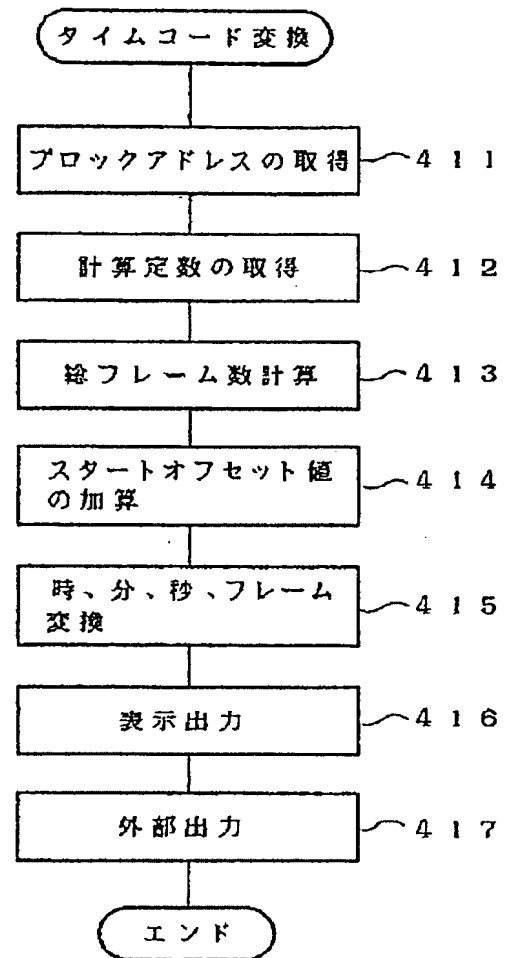 タイムコード変換
ブロックアドレスの取得 411
計算定数の取得 412
総フレーム数計算 413
スタートオフセット値
の加算 414
時、分、秒、フレーム
変換 415
表示出力 416
外部出力 417
エンド